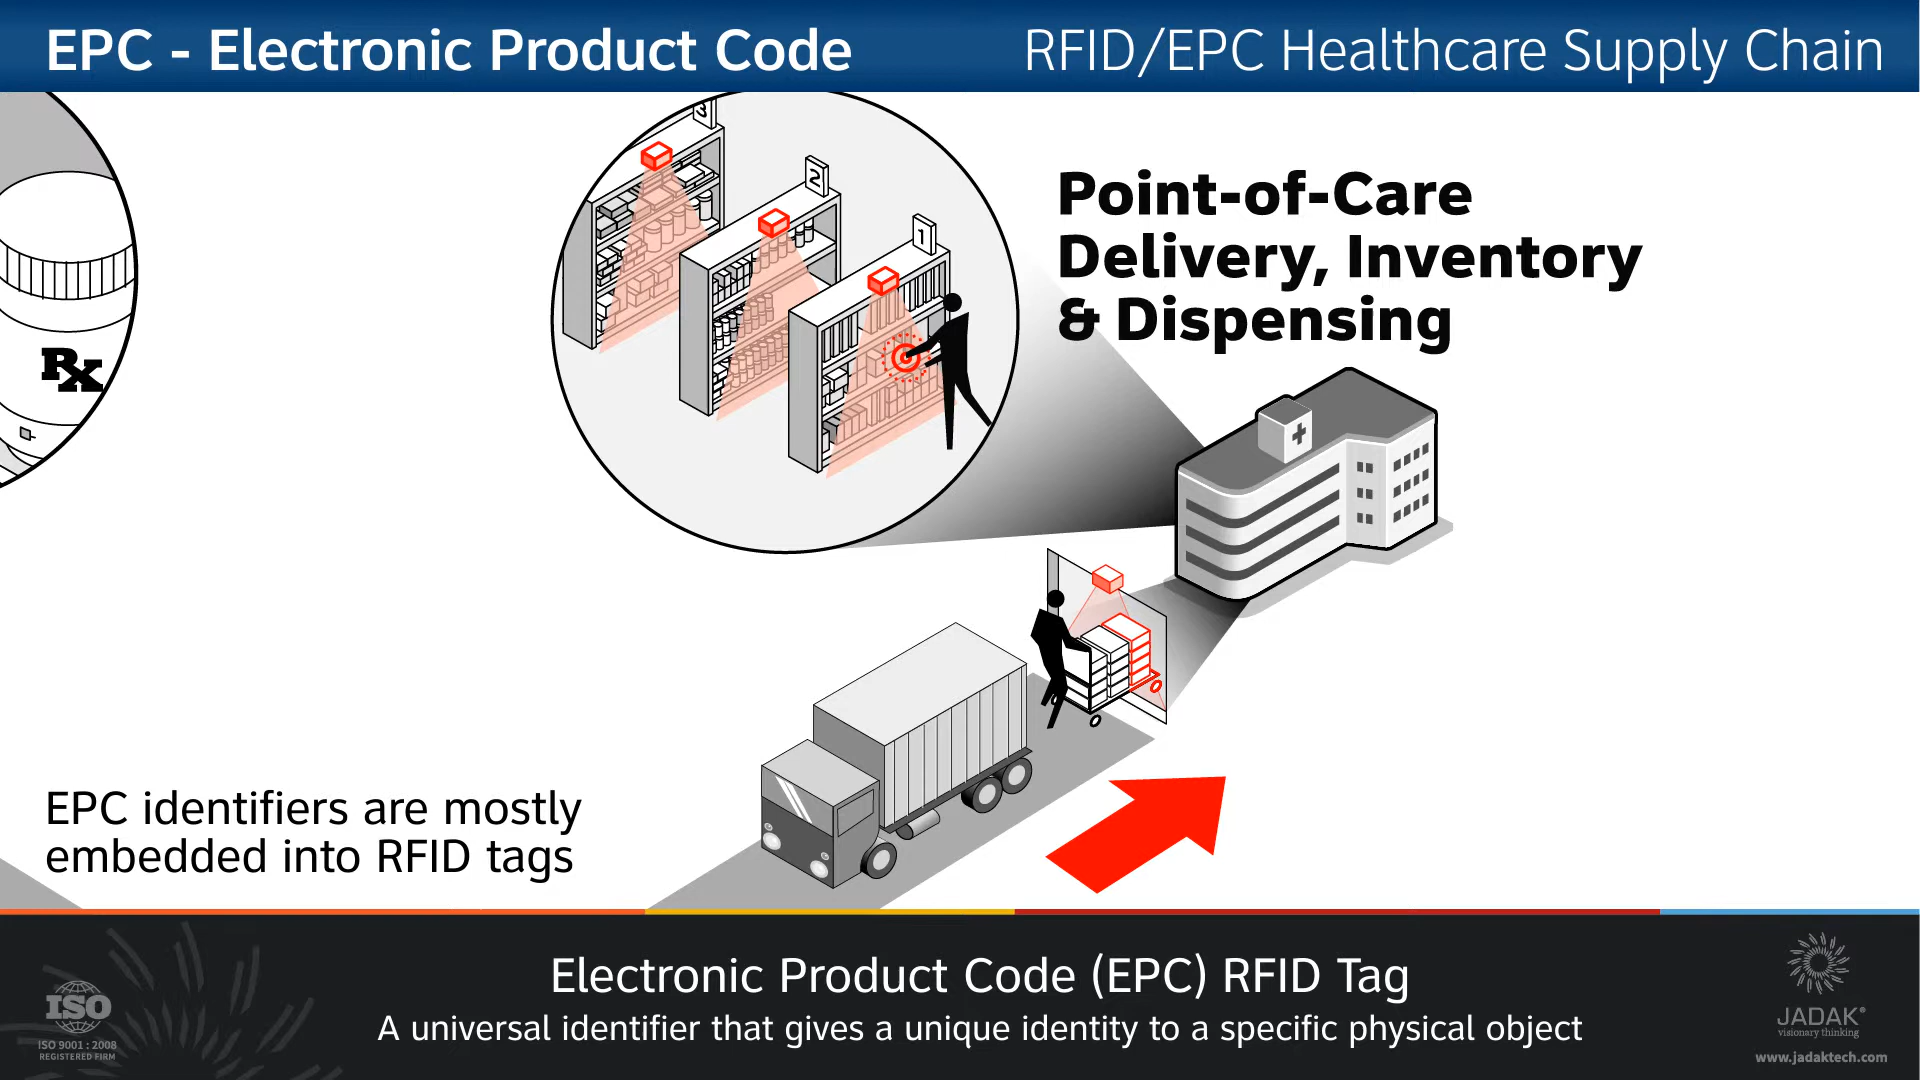 EPC - Electronic Product Code
RFID/EPC Healthcare Supply Chain
3
2
1
Rx
Point-of-Care
Delivery, Inventory
& Dispensing
EPC identifiers are mostly
embedded into RFID tags
Electronic Product Code (EPC) RFID Tag
A universal identifier that gives a unique identity to a specific physical object
ISO
ISO 9001 : 2008
REGISTERED FIRM
JADAK®
visionary thinking
www.jadaktech.com